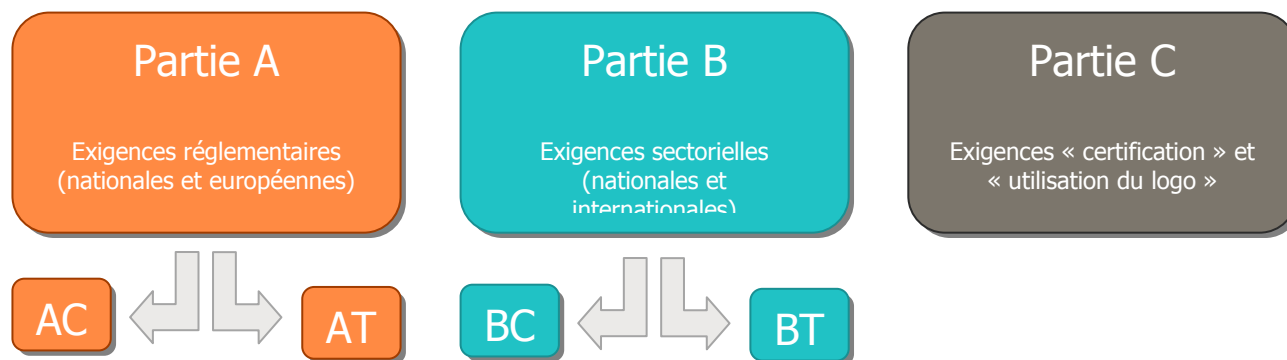 Partie A
Exigences réglementaires
(nationales et européennes)
Partie B
Exigences sectorielles
(nationales et
internationales)
Partie C
Exigences « certification » et
« utilisation du logo »
AC
AT
BC
BT